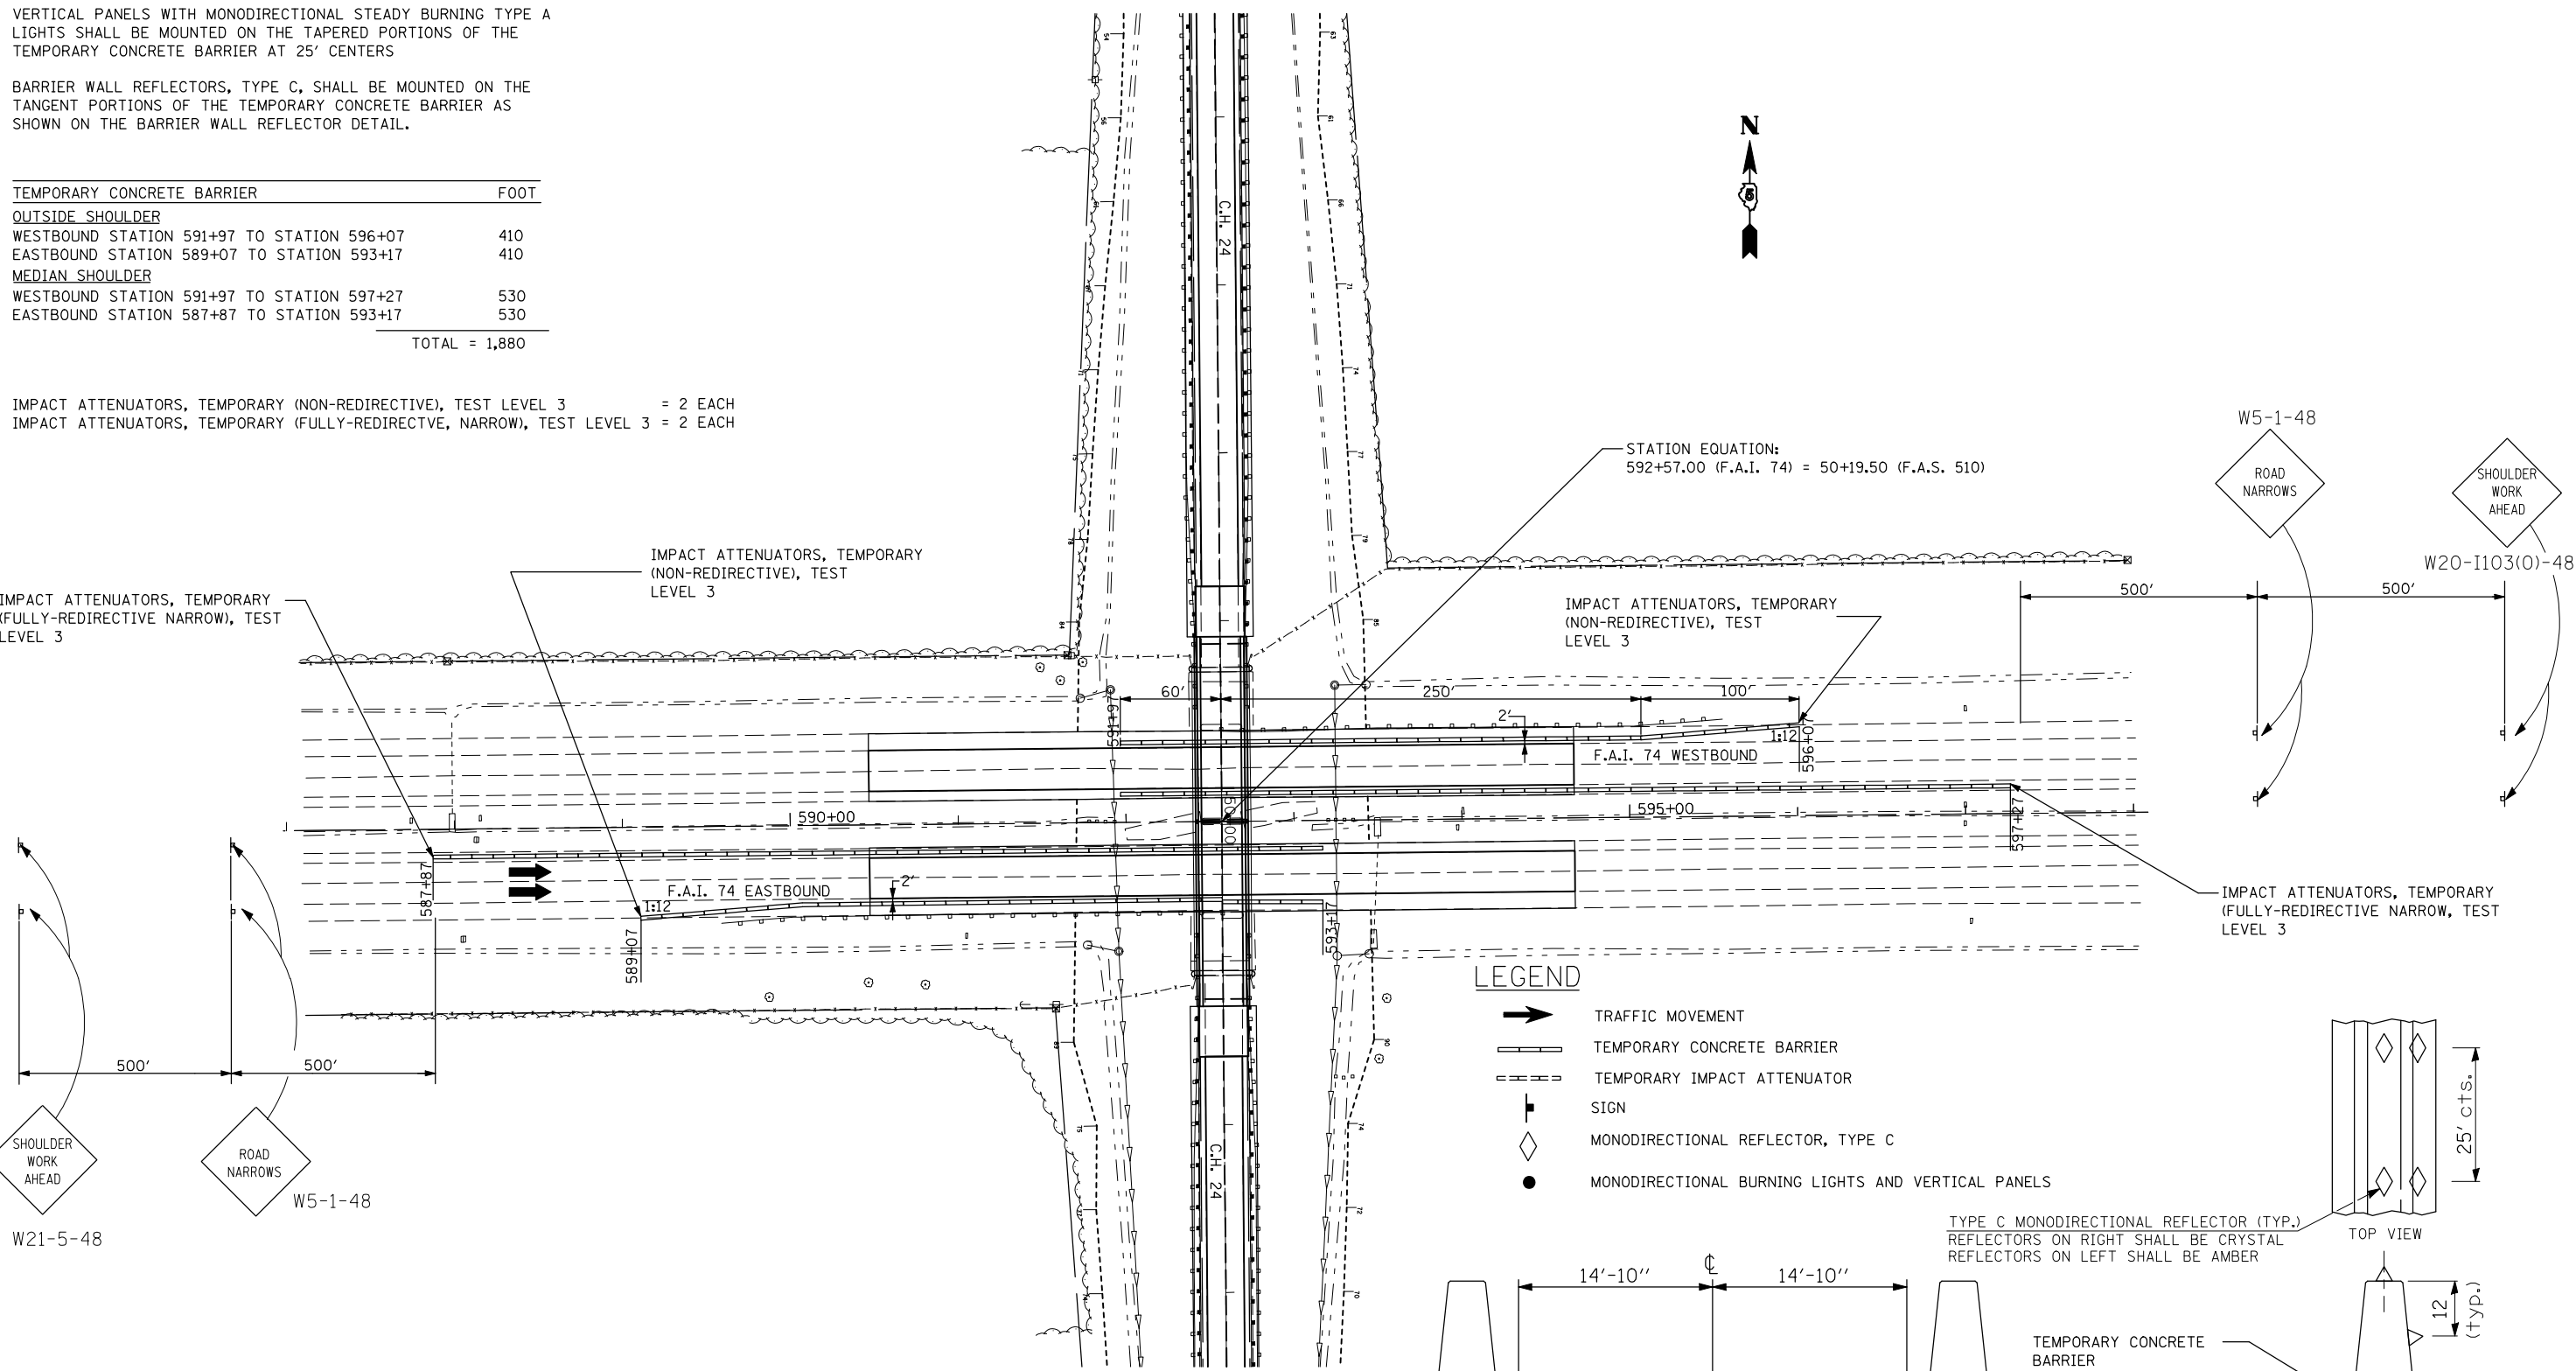 VERTICAL PANELS WITH MONODIRECTIONAL STEADY BURNING TYPE A
LIGHTS SHALL BE MOUNTED ON THE TAPERED PORTIONS OF THE
TEMPORARY CONCRETE BARRIER AT 25' CENTERS
BARRIER WALL REFLECTORS, TYPE C, SHALL BE MOUNTED ON THE
TANGENT PORTIONS OF THE TEMPORARY CONCRETE BARRIER AS
SHOWN ON THE BARRIER WALL REFLECTOR DETAIL.
TEMPORARY CONCRETE BARRIER FOOT
OUTSIDE SHOULDER
WESTBOUND STATION 591+97 TO STATION 596+07 410
EASTBOUND STATION 589+07 TO STATION 593+17 410
MEDIAN SHOULDER
WESTBOUND STATION 591+97 TO STATION 597+27 530
EASTBOUND STATION 587+87 TO STATION 593+17 530
TOTAL = 1,880
IMPACT ATTENUATORS, TEMPORARY (NON-REDIRECTIVE), TEST LEVEL 3 = 2 EACH
IMPACT ATTENUATORS, TEMPORARY (FULLY-REDIRECTVE, NARROW), TEST LEVEL 3 = 2 EACH
N
5
C.H. 24
STATION EQUATION:
592+57.00 (F.A.I. 74) = 50+19.50 (F.A.S. 510)
W5-1-48
ROAD
NARROWS
SHOULDER
WORK
AHEAD
W20-I103(0)-48
500'
500'
IMPACT ATTENUATORS, TEMPORARY
(NON-REDIRECTIVE), TEST
LEVEL 3
IMPACT ATTENUATORS, TEMPORARY
(FULLY-REDIRECTIVE NARROW), TEST
LEVEL 3
IMPACT ATTENUATORS, TEMPORARY
(NON-REDIRECTIVE), TEST
LEVEL 3
60'
250'
100'
591+97
2'
1:12
596+07
F.A.I. 74 WESTBOUND
590+00
50+00
595+00
597+27
587+87
F.A.I. 74 EASTBOUND
2'
1:12
589+07
593+17
IMPACT ATTENUATORS, TEMPORARY
(FULLY-REDIRECTIVE NARROW, TEST
LEVEL 3
500'
500'
SHOULDER
WORK
AHEAD
W21-5-48
ROAD
NARROWS
W5-1-48
C.H. 24
LEGEND
TRAFFIC MOVEMENT
TEMPORARY CONCRETE BARRIER
TEMPORARY IMPACT ATTENUATOR
SIGN
MONODIRECTIONAL REFLECTOR, TYPE C
MONODIRECTIONAL BURNING LIGHTS AND VERTICAL PANELS
25' cts.
TYPE C MONODIRECTIONAL REFLECTOR (TYP.)
REFLECTORS ON RIGHT SHALL BE CRYSTAL
REFLECTORS ON LEFT SHALL BE AMBER
TOP VIEW
14'-10''
℄
14'-10''
12
(typ.)
TEMPORARY CONCRETE
BARRIER